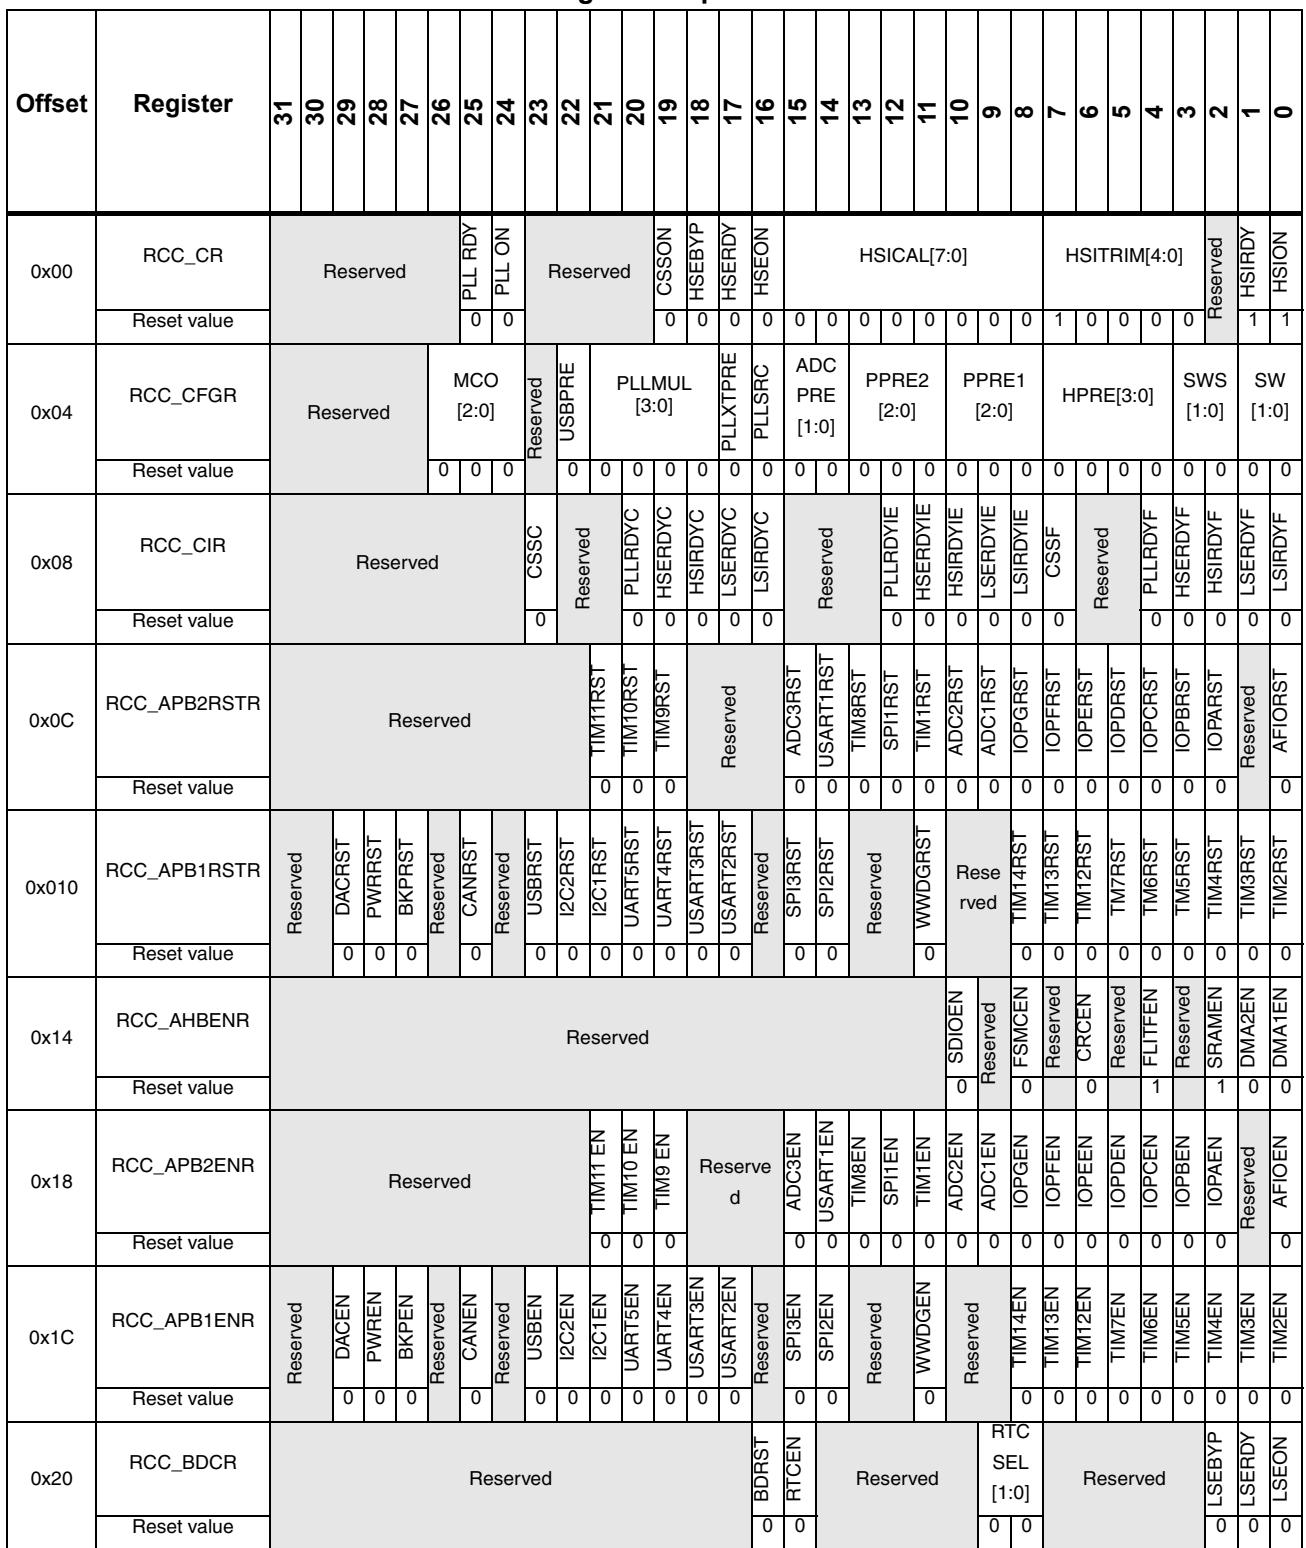 Offset Register 31 30 29 28 27 26 25 24 23 22 21 20 19 18 17 16 15 14 13 12 11 10 9 8 7 6 5 4 3 2 1 0
0x00 RCC_CR Reserved PLL RDY PLL ON Reserved CSSON HSEBYP HSERDY HSEON HSICAL[7:0] HSITRIM[4:0] Reserved HSIRDY HSION
Reset value 0 0 0 0 0 0 0 0 0 0 0 0 0 0 1 0 0 0 0 1 1
0x04 RCC_CFGR Reserved MCO [2:0] Reserved USBPRE PLLMUL [3:0] PLLXTPRE PLLSRC ADC PRE [1:0] PPRE2 [2:0] PPRE1 [2:0] HPRE[3:0] SWS [1:0] SW [1:0]
Reset value 0 0 0 0 0 0 0 0 0 0 0 0 0 0 0 0 0 0 0 0 0 0 0 0 0 0
0x08 RCC_CIR Reserved CSSC Reserved PLLRDYC HSERDYC HSIRDYC LSERDYC LSIRDYC Reserved PLLRDYIE HSERDYIE HSIRDYIE LSERDYIE LSIRDYIE CSSF Reserved PLLRDYF HSERDYF HSIRDYF LSERDYF LSIRDYF
Reset value 0 0 0 0 0 0 0 0 0 0 0 0 0 0 0 0 0
0x0C RCC_APB2RSTR Reserved TIM11RST TIM10RST TIM9RST Reserved ADC3RST USART1RST TIM8RST SPI1RST TIM1RST ADC2RST ADC1RST IOPGRST IOPFRST IOPERST IOPDRST IOPCRST IOPBRST IOPARST Reserved AFIORST
Reset value 0 0 0 0 0 0 0 0 0 0 0 0 0 0 0 0 0 0
0x010 RCC_APB1RSTR Reserved DACRST PWRRST BKPRST Reserved CANRST Reserved USBRST I2C2RST I2C1RST UART5RST UART4RST USART3RST USART2RST Reserved SPI3RST SPI2RST Reserved WWDGRST Rese rved TIM14RST TIM13RST TIM12RST TIM7RST TIM6RST TIM5RST TIM4RST TIM3RST TIM2RST
Reset value 0 0 0 0 0 0 0 0 0 0 0 0 0 0 0 0 0 0 0 0 0 0 0
0x14 RCC_AHBENR Reserved SDIOEN Reserved FSMCEN Reserved CRCEN Reserved FLITFEN Reserved SRAMEN DMA2EN DMA1EN
Reset value 0 0 0 1 1 0 0
0x18 RCC_APB2ENR Reserved TIM11 EN TIM10 EN TIM9 EN Reserve d ADC3EN USART1EN TIM8EN SPI1EN TIM1EN ADC2EN ADC1EN IOPGEN IOPFEN IOPEEN IOPDEN IOPCEN IOPBEN IOPAEN Reserved AFIOEN
Reset value 0 0 0 0 0 0 0 0 0 0 0 0 0 0 0 0 0 0
0x1C RCC_APB1ENR Reserved DACEN PWREN BKPEN Reserved CANEN Reserved USBEN I2C2EN I2C1EN UART5EN UART4EN USART3EN USART2EN Reserved SPI3EN SPI2EN Reserved WWDGEN Reserved TIM14EN TIM13EN TIM12EN TIM7EN TIM6EN TIM5EN TIM4EN TIM3EN TIM2EN
Reset value 0 0 0 0 0 0 0 0 0 0 0 0 0 0 0 0 0 0 0 0 0 0 0
0x20 RCC_BDCR Reserved BDRST RTCEN Reserved RTC SEL [1:0] Reserved LSEBYP LSERDY LSEON
Reset value 0 0 0 0 0 0 0